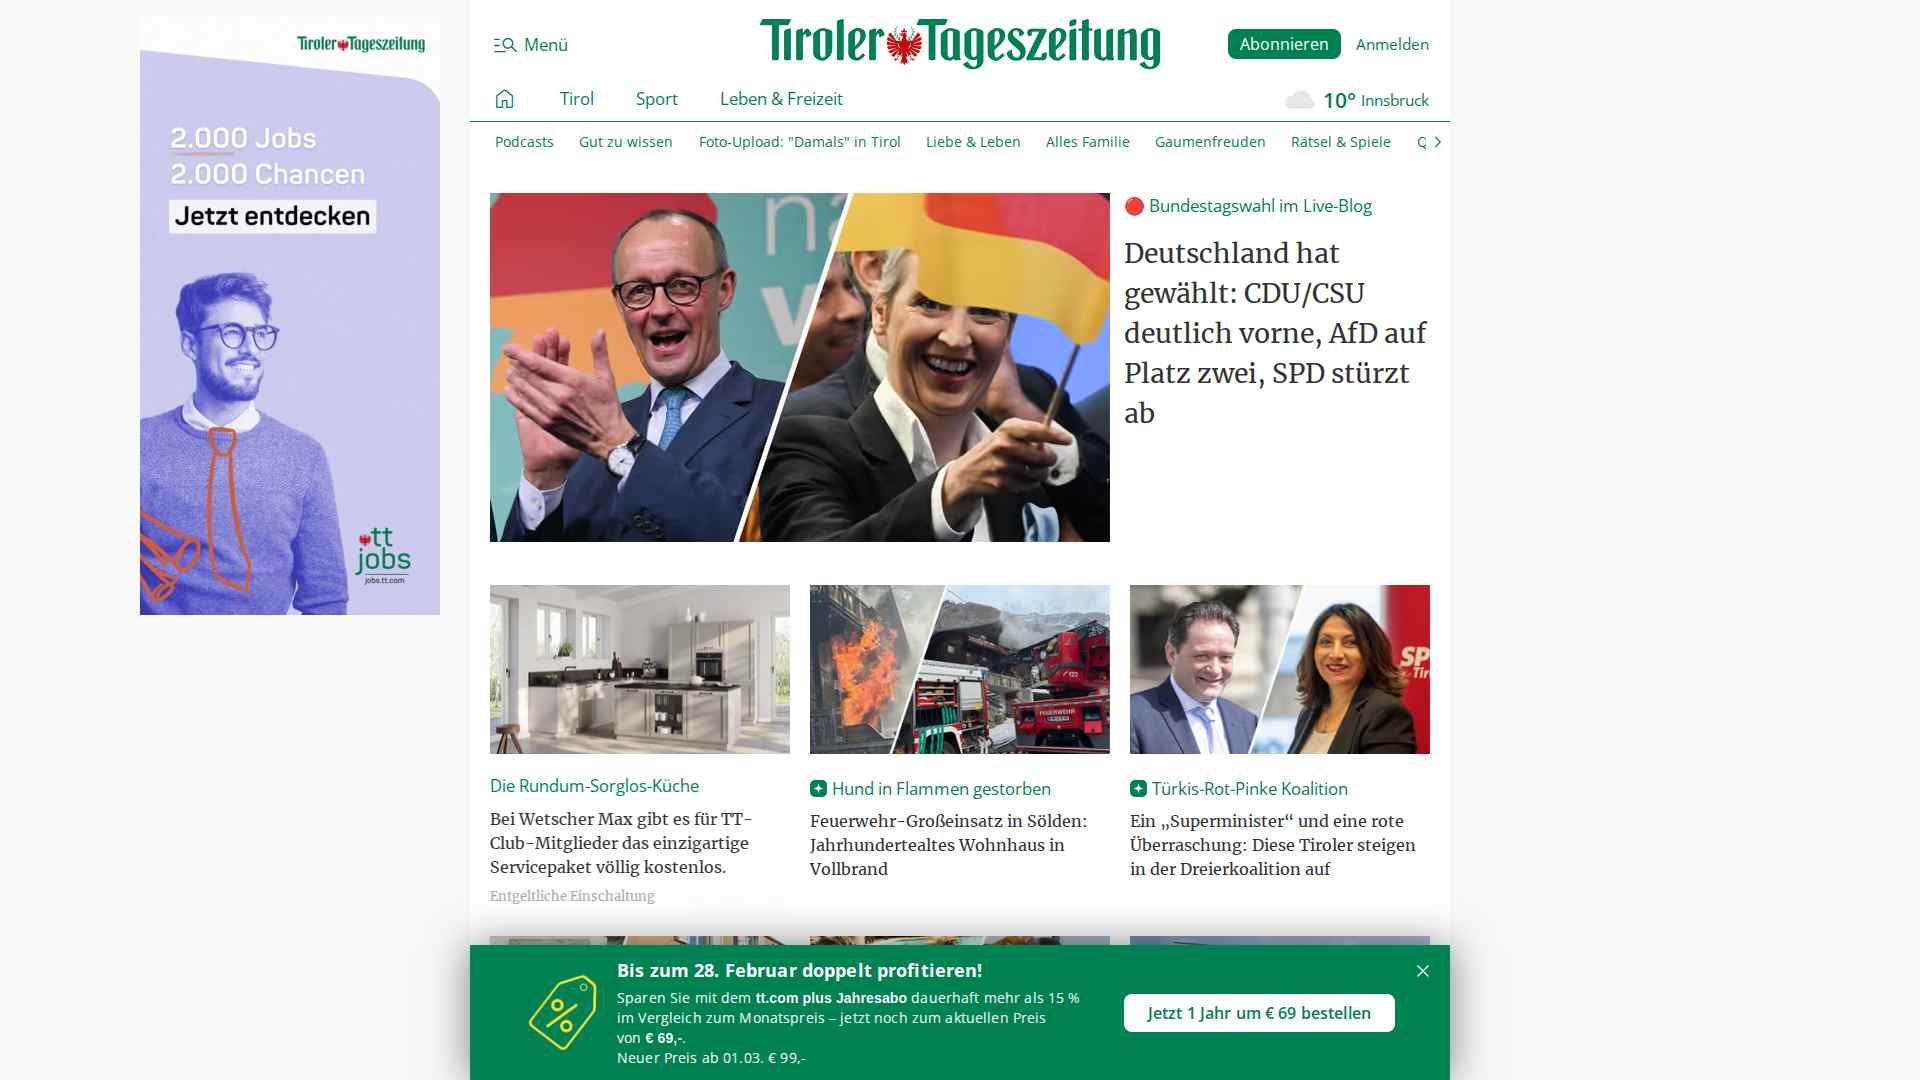 Tiroler Tageszeitung
2.000 Jobs
2.000 Chancen
Jetzt entdecken
tt
jobs
jobs.tt.com
Menü
Tiroler Tageszeitung
Abonnieren
Anmelden
Tirol
Sport
Leben & Freizeit
10° Innsbruck
Podcasts
Gut zu wissen
Foto-Upload: "Damals" in Tirol
Liebe & Leben
Alles Familie
Gaumenfreuden
Rätsel & Spiele
Bundestagswahl im Live-Blog
Deutschland hat
gewählt: CDU/CSU
deutlich vorne, AfD auf
Platz zwei, SPD stürzt
ab
FEUERWEHR
122
Die Rundum-Sorglos-Küche
Bei Wetscher Max gibt es für TT-
Club-Mitglieder das einzigartige
Servicepaket völlig kostenlos.
Entgeltliche Einschaltung
Hund in Flammen gestorben
Feuerwehr-Großeinsatz in Sölden:
Jahrhundertealtes Wohnhaus in
Vollbrand
Türkis-Rot-Pinke Koalition
Ein „Superminister“ und eine rote
Überraschung: Diese Tiroler steigen
in der Dreierkoalition auf
Bis zum 28. Februar doppelt profitieren!
Sparen Sie mit dem tt.com plus Jahresabo dauerhaft mehr als 15 %
im Vergleich zum Monatspreis – jetzt noch zum aktuellen Preis
von € 69,-.
Neuer Preis ab 01.03. € 99,-
Jetzt 1 Jahr um € 69 bestellen